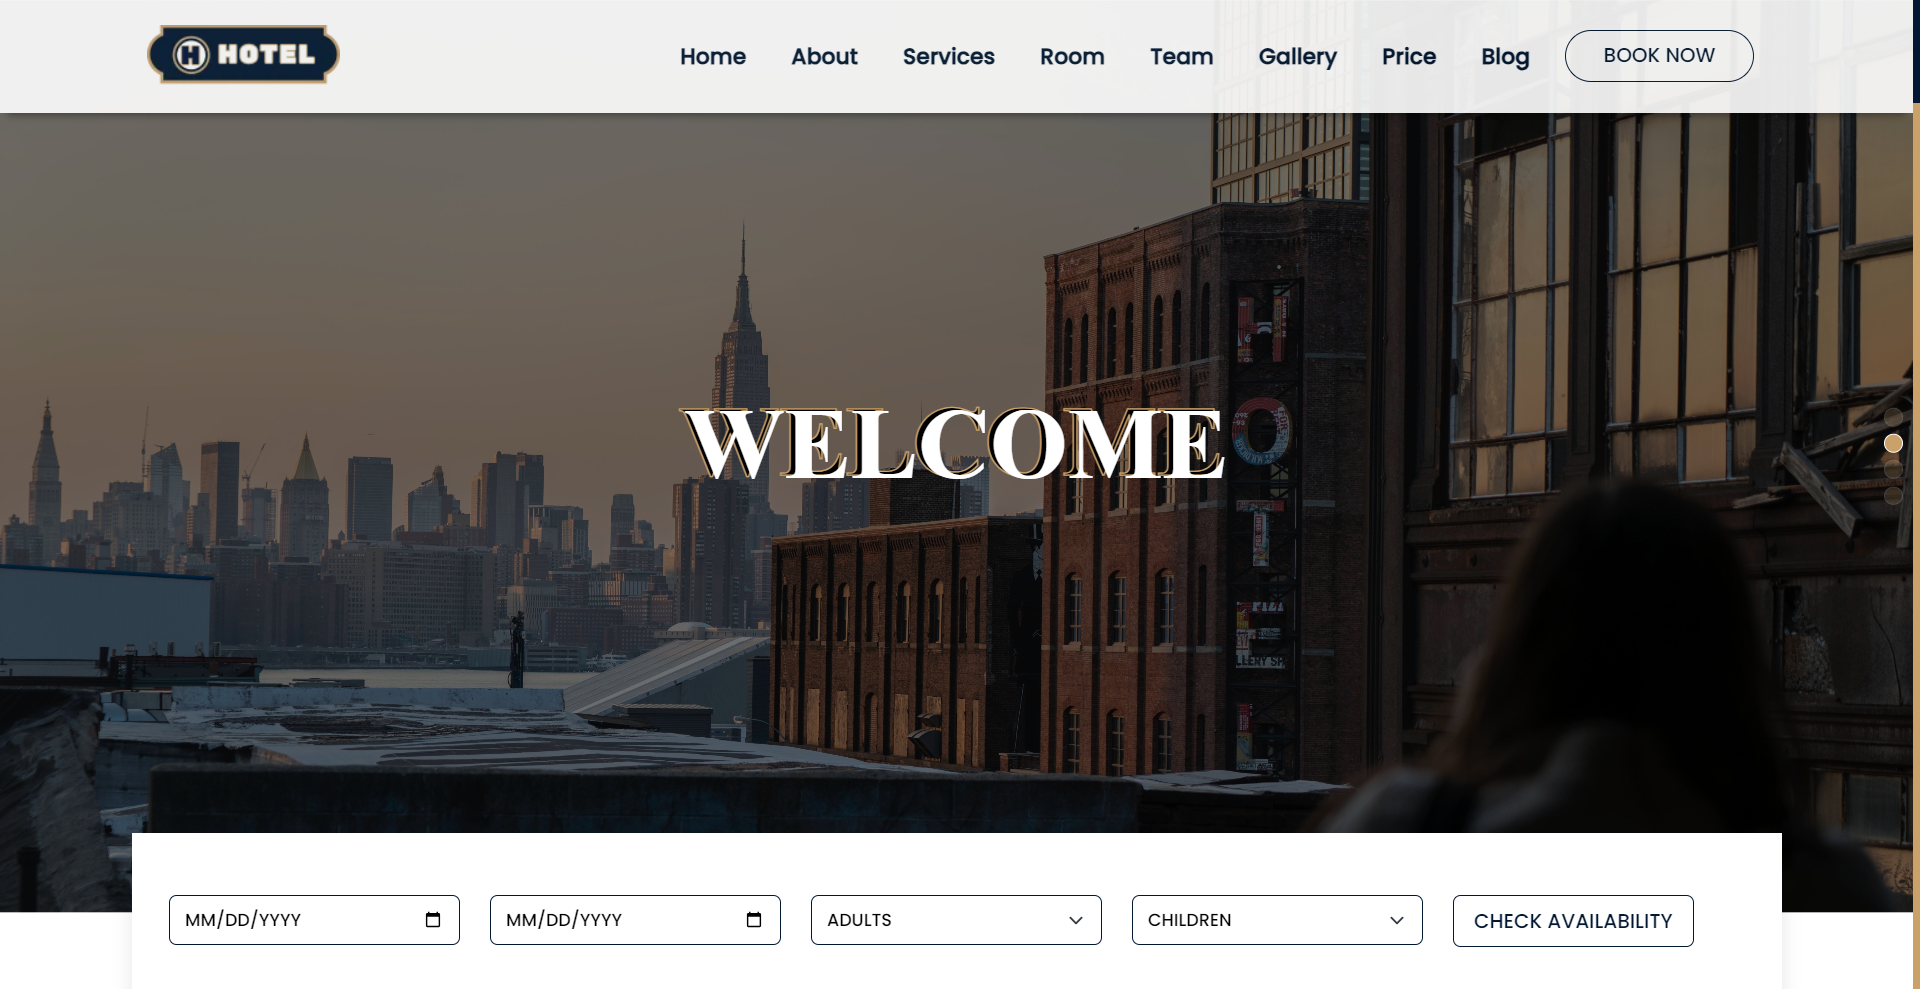 HOTEL
Home About Services Room Team Gallery Price Blog BOOK NOW
WELCOME
MM/DD/YYYY MM/DD/YYYY ADULTS CHILDREN CHECK AVAILABILITY